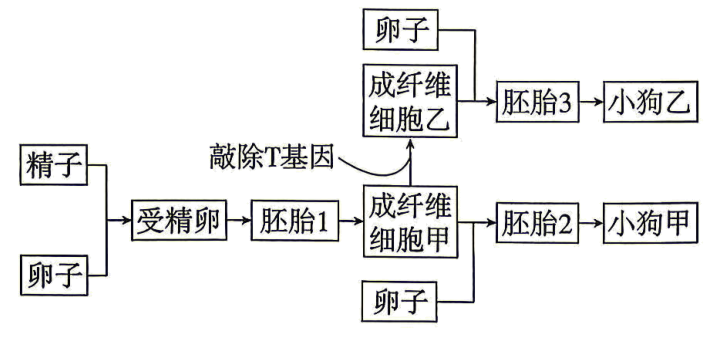 卵子
成纤维
细胞乙
胚胎3
小狗乙
敲除T基因
精子
受精卵
胚胎1
成纤维
细胞甲
胚胎2
小狗甲
卵子
卵子